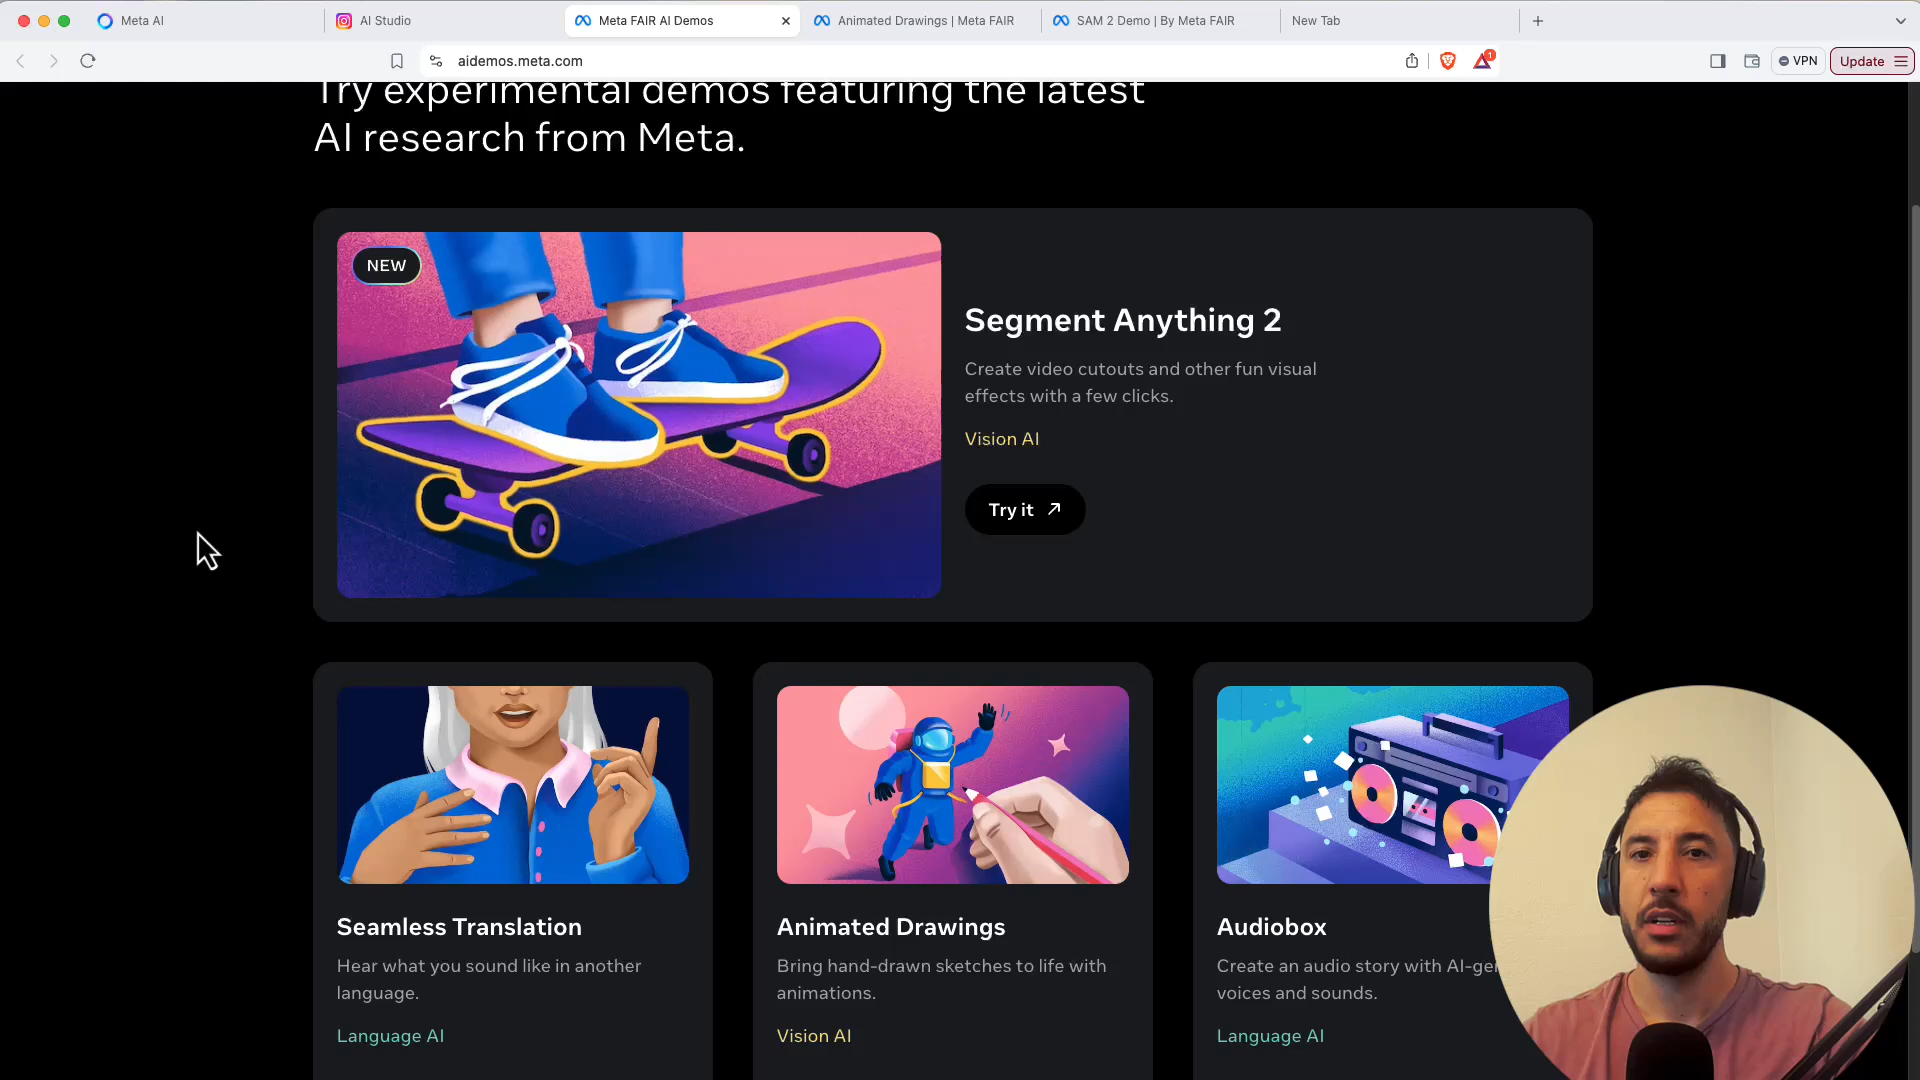 Meta AI
AI Studio
Meta FAIR AI Demos
Animated Drawings | Meta FAIR
SAM 2 Demo | By Meta FAIR
New Tab
aidemos.meta.com
1
VPN
Update
Try experimental demos featuring the latest
AI research from Meta.
NEW
Segment Anything 2
Create video cutouts and other fun visual
effects with a few clicks.
Vision AI
Try it
Seamless Translation
Hear what you sound like in another
language.
Language AI
Animated Drawings
Bring hand-drawn sketches to life with
animations.
Vision AI
Audiobox
Create an audio story with
voices and sounds.
Language AI